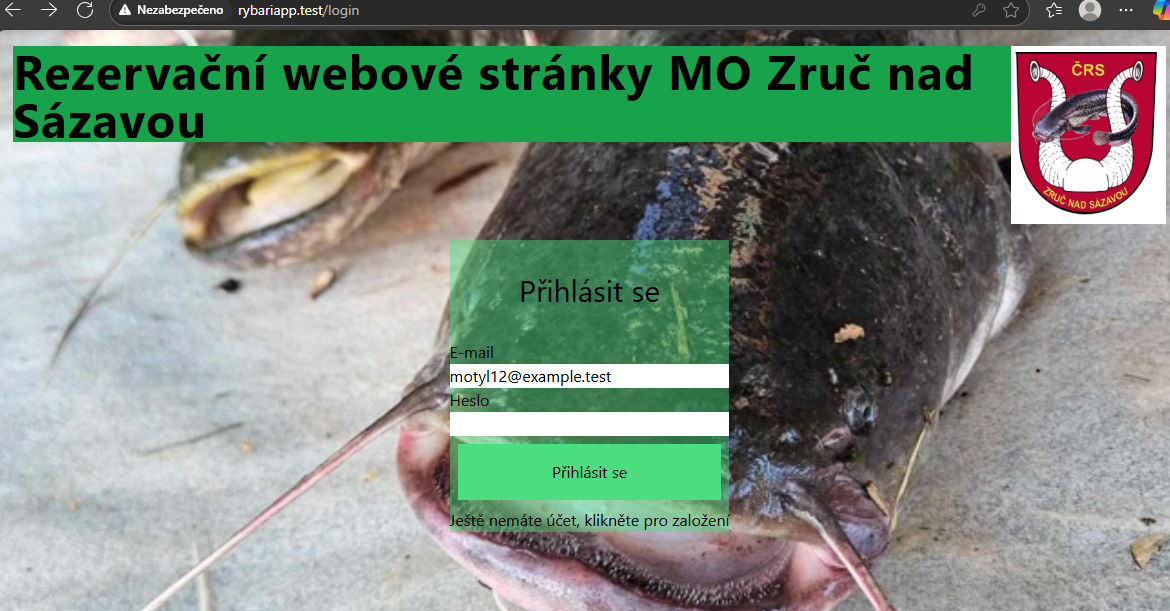 Nezabezpečeno
rybariapp.test/login
Rezervační webové stránky MO Zruč nad
Sázavou
ČRS
ZRUČ NAD SÁZAVOU
Přihlásit se
E-mail
motyl12@example.test
Heslo
Přihlásit se
Ještě nemáte účet, klikněte pro založení